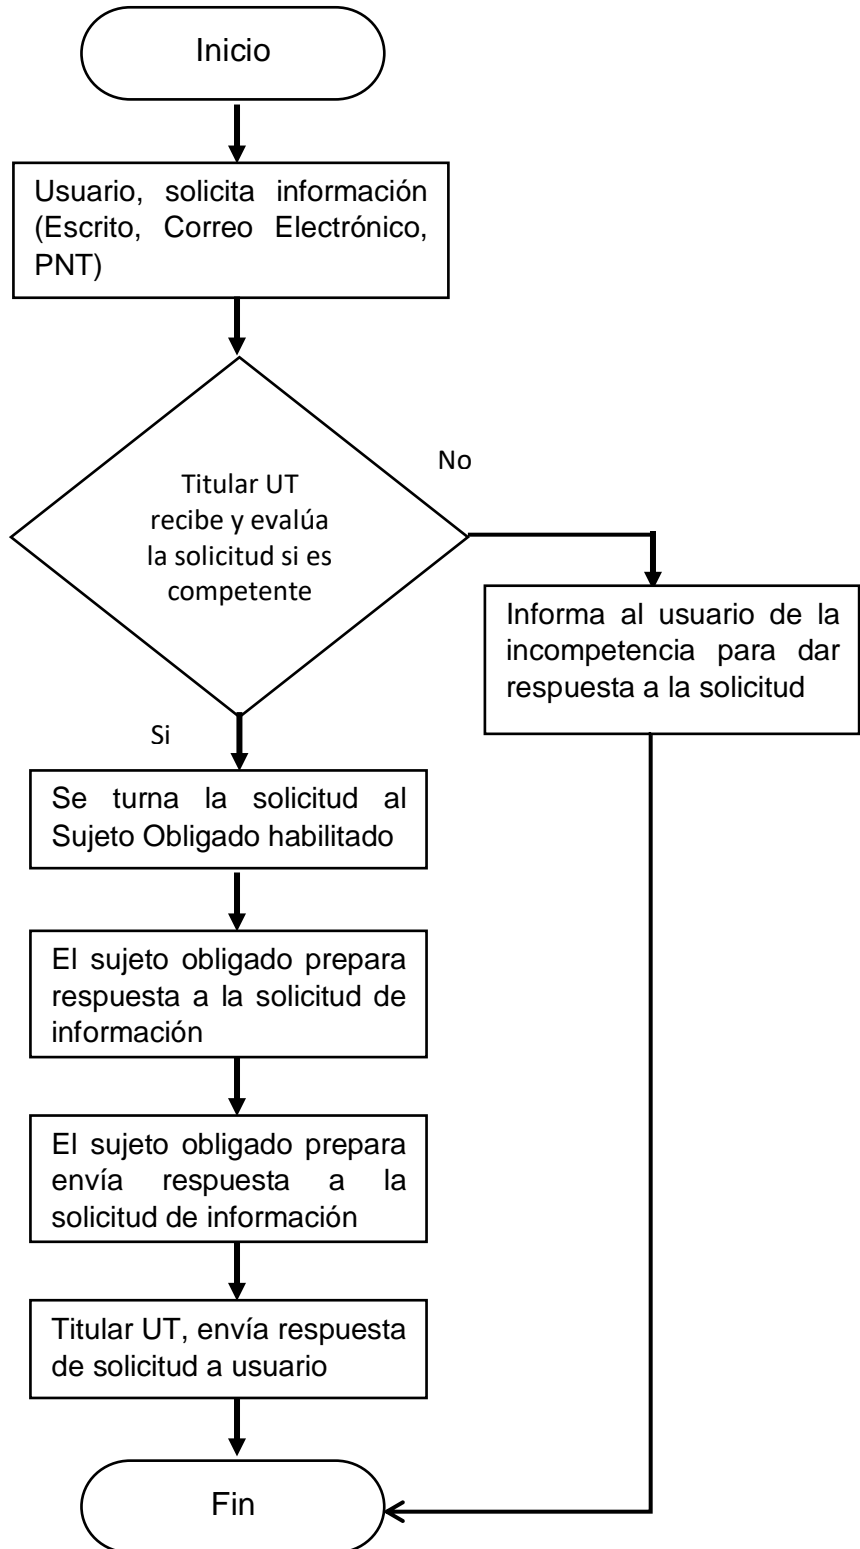 Inicio
Usuario, solicita información
(Escrito, Correo Electrónico,
PNT)
No
Titular UT
recibe y evalúa
la solicitud si es
competente
Informa al usuario de la
incompetencia para dar
respuesta a la solicitud
Si
Se turna la solicitud al
Sujeto Obligado habilitado
El sujeto obligado prepara
respuesta a la solicitud de
información
El sujeto obligado prepara
envía respuesta a la
solicitud de información
Titular UT, envía respuesta
de solicitud a usuario
Fin